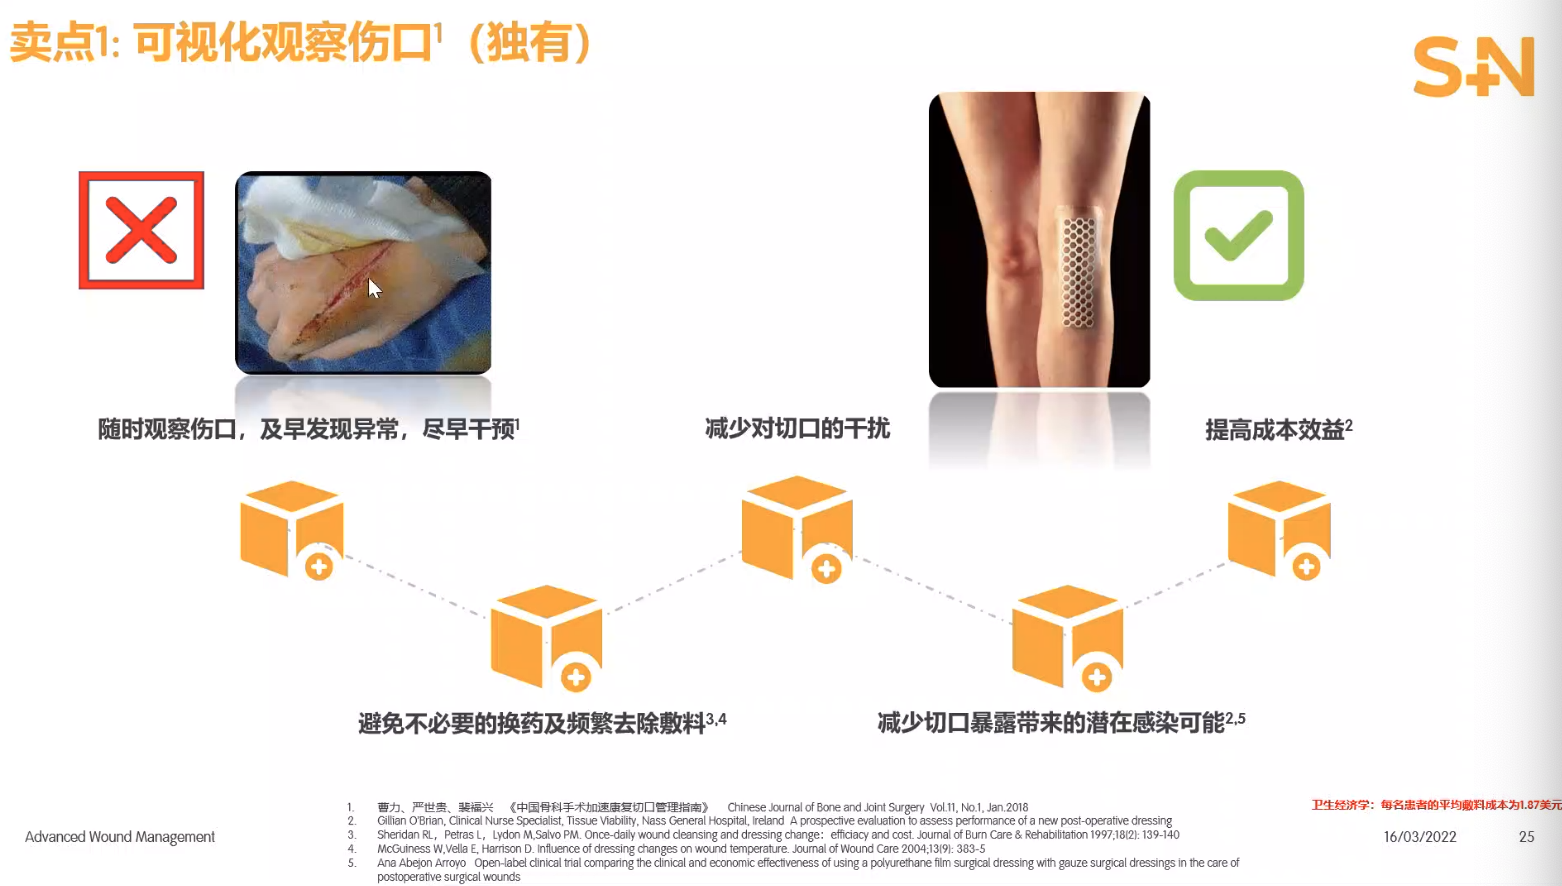 卖点1: 可视化观察伤口1（独有）
S+N
随时观察伤口，及早发现异常，尽早干预1
减少对切口的干扰
提高成本效益2
避免不必要的换药及频繁去除敷料3,4
减少切口暴露带来的潜在感染可能2,5
1. 曹力、严世贵、裴福兴 《中国骨科手术加速康复切口管理指南》 Chinese Journal of Bone and Joint Surgery Vol.11, No.1, Jan.2018
2. Gillian O'Brian, Clinical Nurse Specialist, Tissue Viability, Nass General Hospital, Ireland A prospective evaluation to assess performance of a new post-operative dressing
3. Sheridan RL, Petras L, Lydon M,Salvo PM. Once-daily wound cleansing and dressing change: efficiacy and cost. Journal of Burn Care & Rehabilitation 1997;18(2): 139-140
4. McGuiness W,Vella E, Harrison D. Influence of dressing changes on wound temperature. Journal of Wound Care 2004;13(9): 383-5
5. Ana Abejon Arroyo Open-label clinical trial comparing the clinical and economic effectiveness of using a polyurethane film surgical dressing with gauze surgical dressings in the care of
postoperative surgical wounds
卫生经济学：每名患者的平均敷料成本为1.87美元
Advanced Wound Management
16/03/2022
25